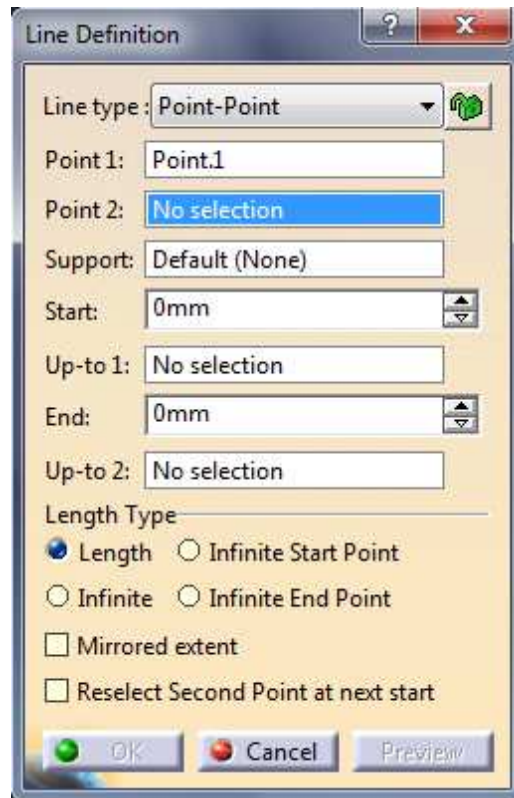 Line Definition
?
X
Line type : Point-Point
Point 1: Point.1
Point 2: No selection
Support: Default (None)
Start: 0mm
Up-to 1: No selection
End: 0mm
Up-to 2: No selection
Length Type
Length Infinite Start Point
Infinite Infinite End Point
Mirrored extent
Reselect Second Point at next start
OK Cancel Preview